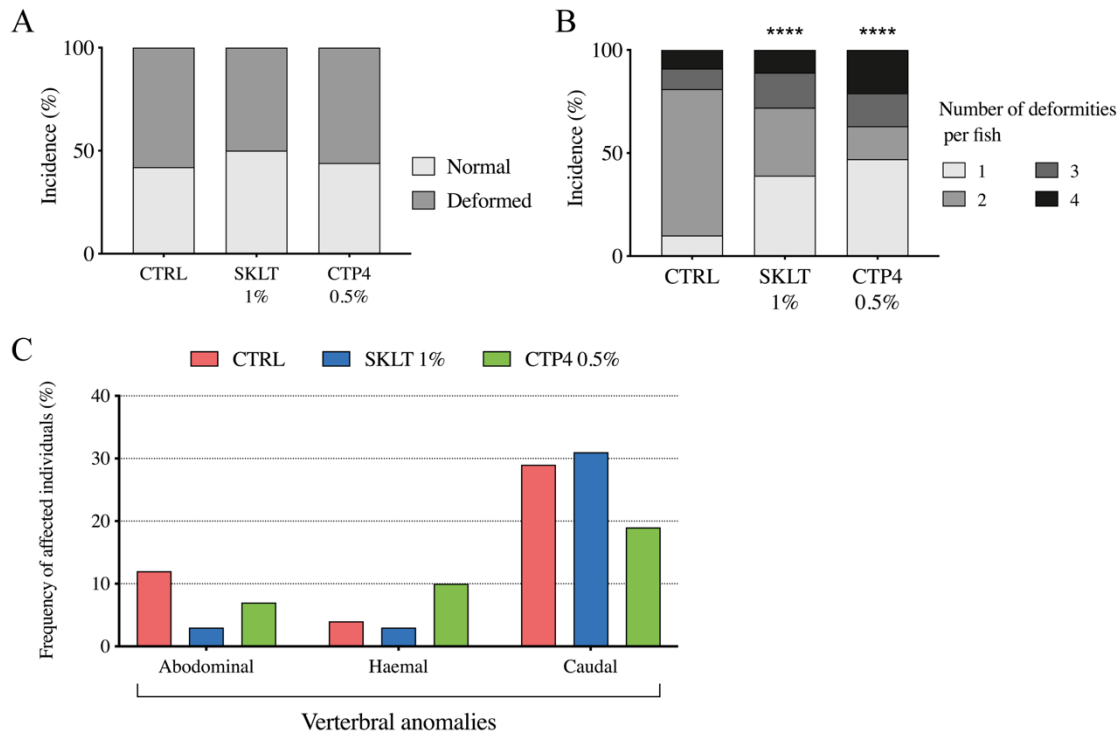 A
100
50
0
Incidence (%)
CTRL
SKLT
1%
CTP4
0.5%
Normal
Deformed
B
100
50
0
Incidence (%)
****
****
CTRL
SKLT
1%
CTP4
0.5%
Number of deformities
per fish
1
3
2
4
C
CTRL
SKLT 1%
CTP4 0.5%
Frequency of affected individuals (%)
40
30
20
10
0
Abodominal
Haemal
Caudal
Verterbral anomalies